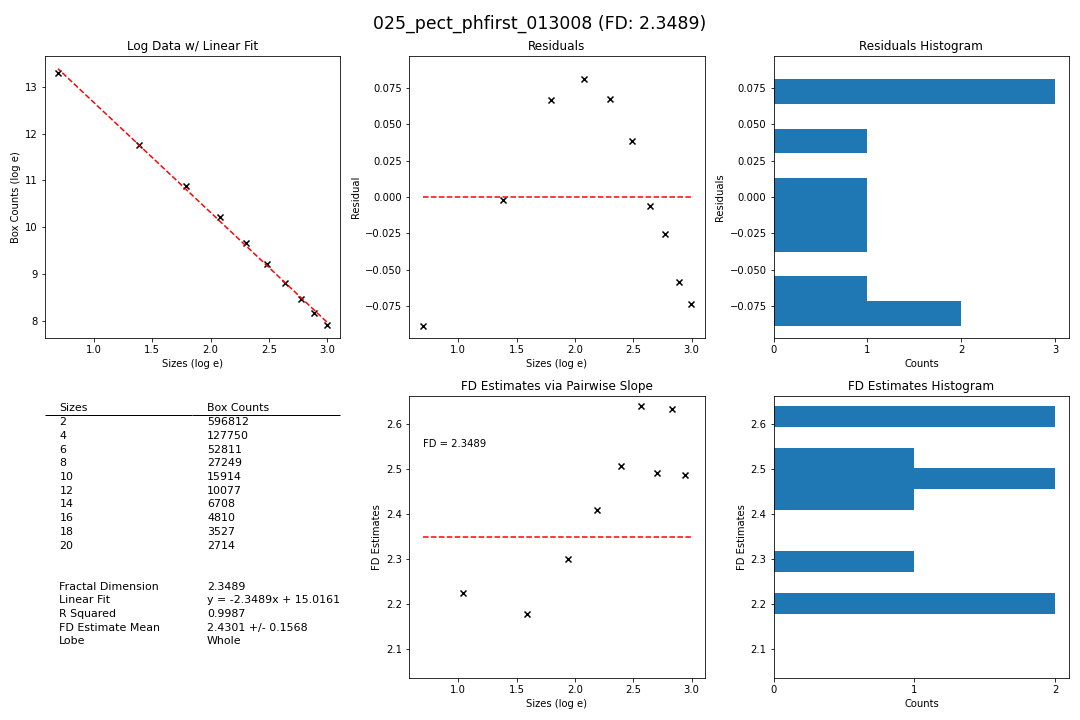 025_pect_phfirst_013008 (FD: 2.3489)
Log Data w/ Linear Fit
Box Counts (log e)
13
12
11
10
9
8
1.0
1.5
2.0
2.5
3.0
Sizes (log e)
Residuals
Residual
0.075
0.050
0.025
0.000
−0.025
−0.050
−0.075
1.0
1.5
2.0
2.5
3.0
Sizes (log e)
Residuals Histogram
Residuals
0.075
0.050
0.025
0.000
−0.025
−0.050
−0.075
0
1
2
3
Counts
Sizes Box Counts
2 596812
4 127750
6 52811
8 27249
10 15914
12 10077
14 6708
16 4810
18 3527
20 2714
Fractal Dimension 2.3489
Linear Fit y = -2.3489x + 15.0161
R Squared 0.9987
FD Estimate Mean 2.4301 +/- 0.1568
Lobe Whole
FD Estimates via Pairwise Slope
FD = 2.3489
FD Estimates
2.6
2.5
2.4
2.3
2.2
2.1
1.0
1.5
2.0
2.5
3.0
Sizes (log e)
FD Estimates Histogram
FD Estimates
2.6
2.5
2.4
2.3
2.2
2.1
0
1
2
Counts